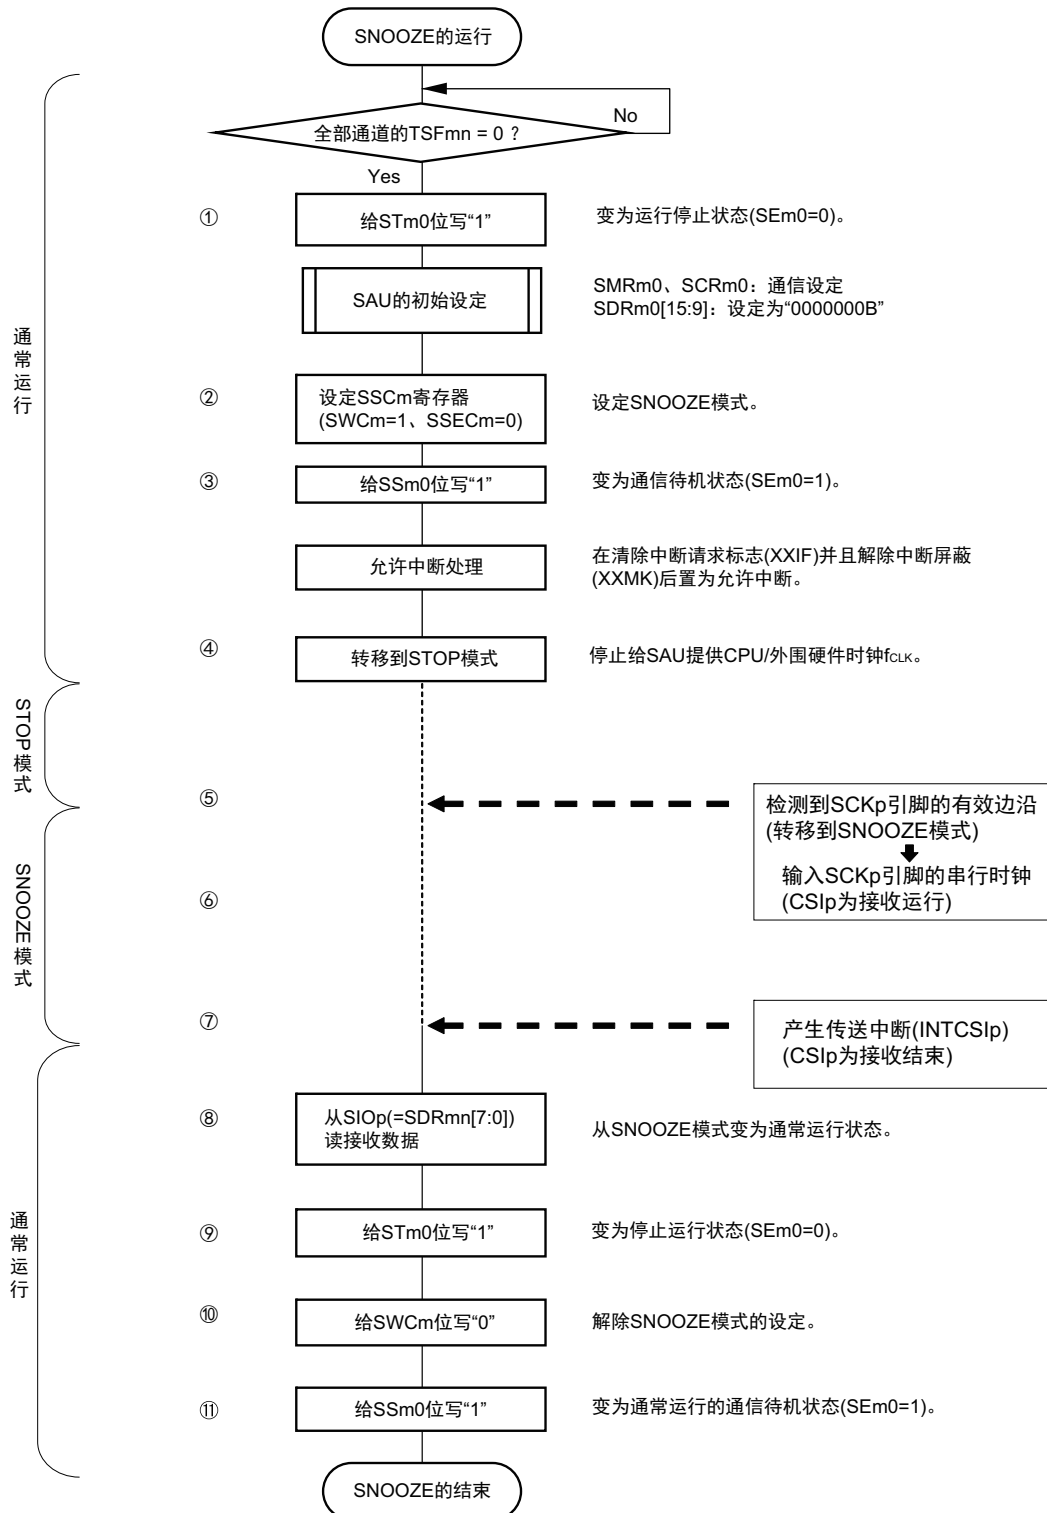 SNOOZE的运行
全部通道的TSFmn = 0 ?
No
Yes
通常运行
①
给STm0位写“1”
变为运行停止状态(SEm0=0)。
SAU的初始设定
SMRm0、SCRm0：通信设定
SDRm0[15:9]：设定为“0000000B”
②
设定SSCm寄存器
(SWCm=1、SSECm=0)
设定SNOOZE模式。
③
给SSm0位写“1”
变为通信待机状态(SEm0=1)。
允许中断处理
在清除中断请求标志(XXIF)并且解除中断屏蔽
(XXMK)后置为允许中断。
④
转移到STOP模式
停止给SAU提供CPU/外围硬件时钟fCLK。
STOP模式
⑤
检测到SCKp引脚的有效边沿
(转移到SNOOZE模式)
输入SCKp引脚的串行时钟
(CSIp为接收运行)
SNOOZE模式
⑥
⑦
产生传送中断(INTCSIp)
(CSIp为接收结束)
通常运行
⑧
从SIOp(=SDRmn[7:0])
读接收数据
从SNOOZE模式变为通常运行状态。
⑨
给STm0位写“1”
变为停止运行状态(SEm0=0)。
⑩
给SWCm位写“0”
解除SNOOZE模式的设定。
⑪
给SSm0位写“1”
变为通常运行的通信待机状态(SEm0=1)。
SNOOZE的结束